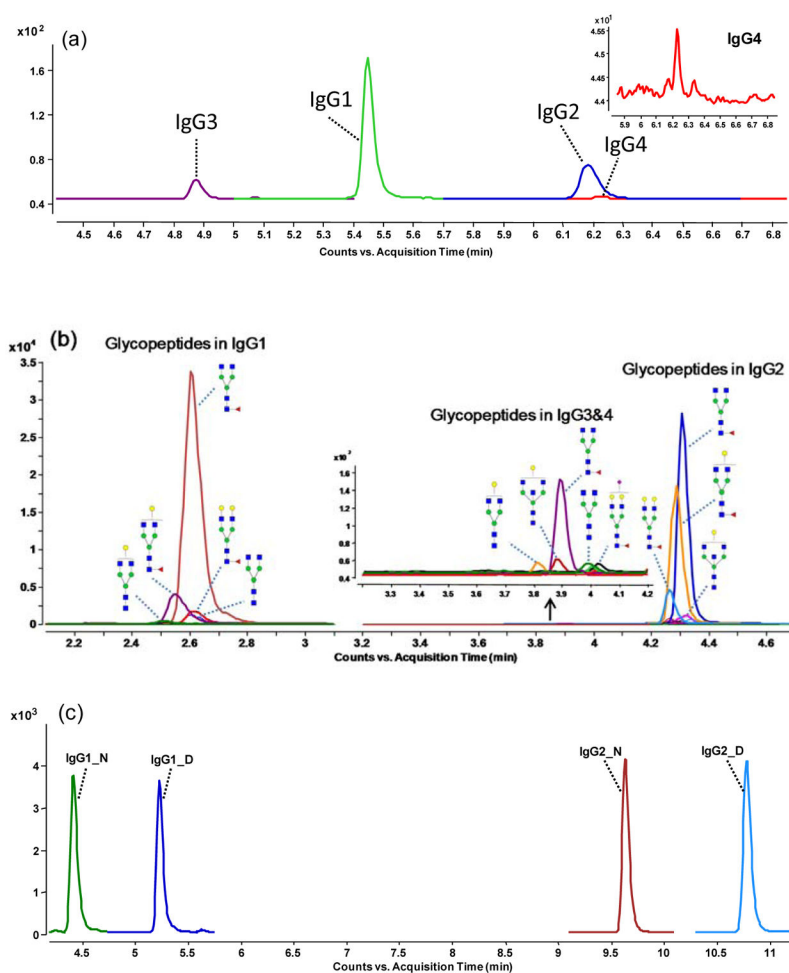 (a)
x10²
1.6
1.2
0.8
0.4
IgG3
IgG1
IgG2
IgG4
4.5 4.6 4.7 4.8 4.9 5 5.1 5.2 5.3 5.4 5.5 5.6 5.7 5.8 5.9 6 6.1 6.2 6.3 6.4 6.5 6.6 6.7 6.8
Counts vs. Acquisition Time (min)
x10¹
IgG4
4.55
4.5
4.45
4.4
5.9 6 6.1 6.2 6.3 6.4 6.5 6.6 6.7 6.8
(b)
x10⁴
Glycopeptides in IgG1
Glycopeptides in IgG3&4
Glycopeptides in IgG2
3.5
3
2.5
2
1.5
1
0.5
0
1.6
1.4
1.2
1
0.8
0.6
0.4
3.3 3.4 3.5 3.6 3.7 3.8 3.9 4 4.1 4.2
2.2 2.4 2.6 2.8 3 3.2 3.4 3.6 3.8 4 4.2 4.4 4.6
Counts vs. Acquisition Time (min)
(c)
x10³
4
3
2
1
0
IgG1_N
IgG1_D
IgG2_N
IgG2_D
4.5 5 5.5 6 6.5 7 7.5 8 8.5 9 9.5 10 10.5 11
Counts vs. Acquisition Time (min)